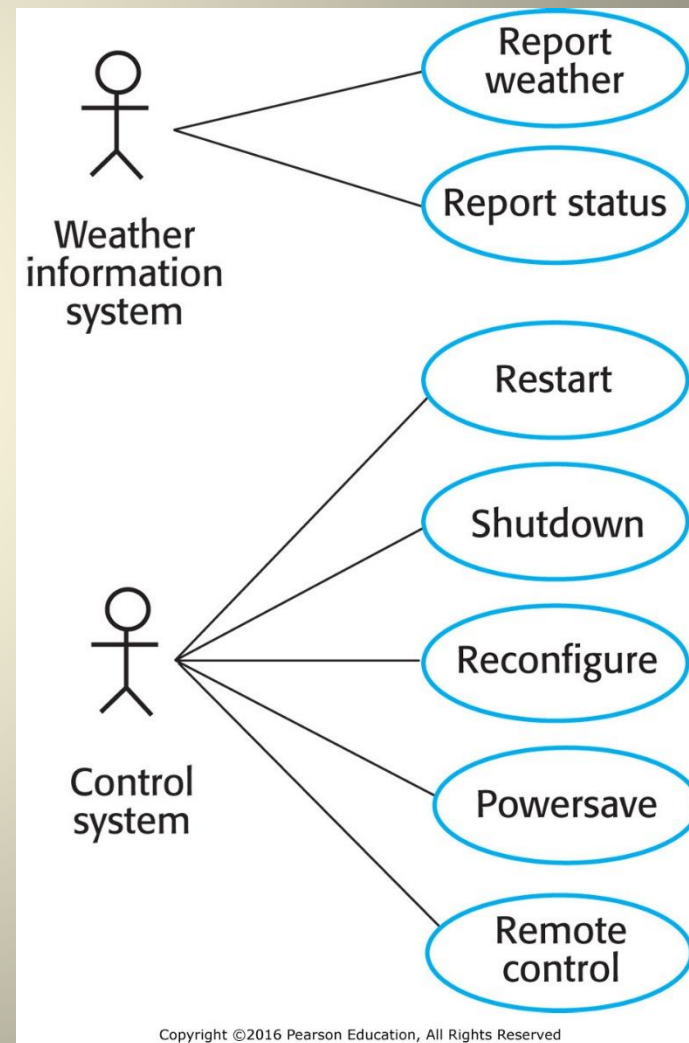 Report
weather
Report status
Weather
information
system
Restart
Shutdown
Reconfigure
Control
system
Powersave
Remote
control
Copyright ©2016 Pearson Education, All Rights Reserved